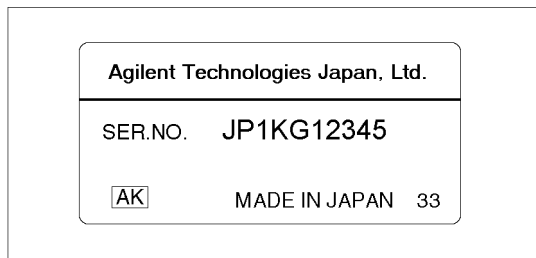 Agilent Technologies Japan, Ltd.
SER.NO. JP1KG12345
AK MADE IN JAPAN 33